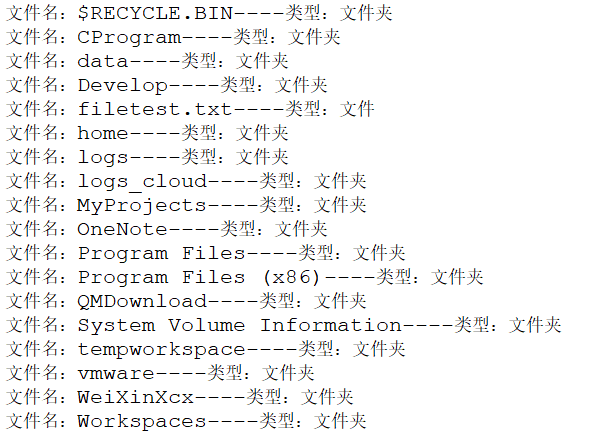 文件名：$RECYCLE.BIN----类型：文件夹
文件名：CProgram----类型：文件夹
文件名：data----类型：文件夹
文件名：Develop----类型：文件夹
文件名：filetest.txt----类型：文件
文件名：home----类型：文件夹
文件名：logs----类型：文件夹
文件名：logs_cloud----类型：文件夹
文件名：MyProjects----类型：文件夹
文件名：OneNote----类型：文件夹
文件名：Program Files----类型：文件夹
文件名：Program Files (x86)----类型：文件夹
文件名：QMDownload----类型：文件夹
文件名：System Volume Information----类型：文件夹
文件名：tempworkspace----类型：文件夹
文件名：vmware----类型：文件夹
文件名：WeiXinXcx----类型：文件夹
文件名：Workspaces----类型：文件夹